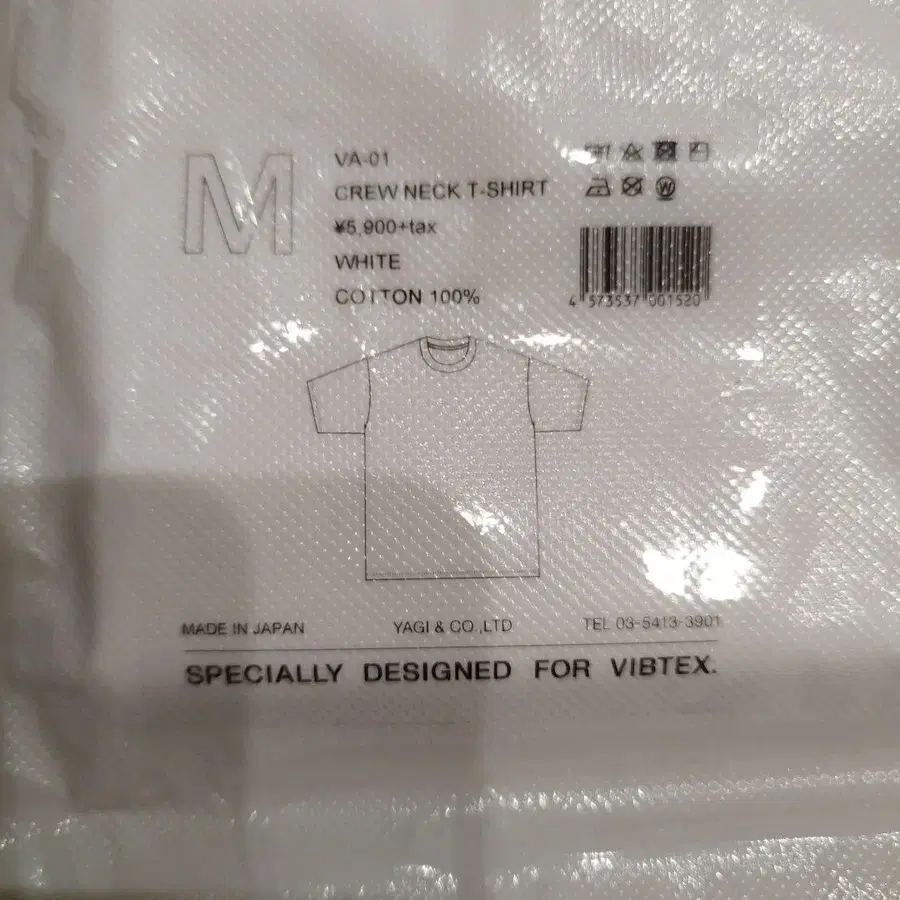 M
VA-01
CREW NECK T-SHIRT
¥5,900+tax
WHITE
COTTON 100%
W
4 573537 001520
MADE IN JAPAN
YAGI & CO.,LTD
TEL 03-5413-3901
SPECIALLY DESIGNED FOR VIBTEX.